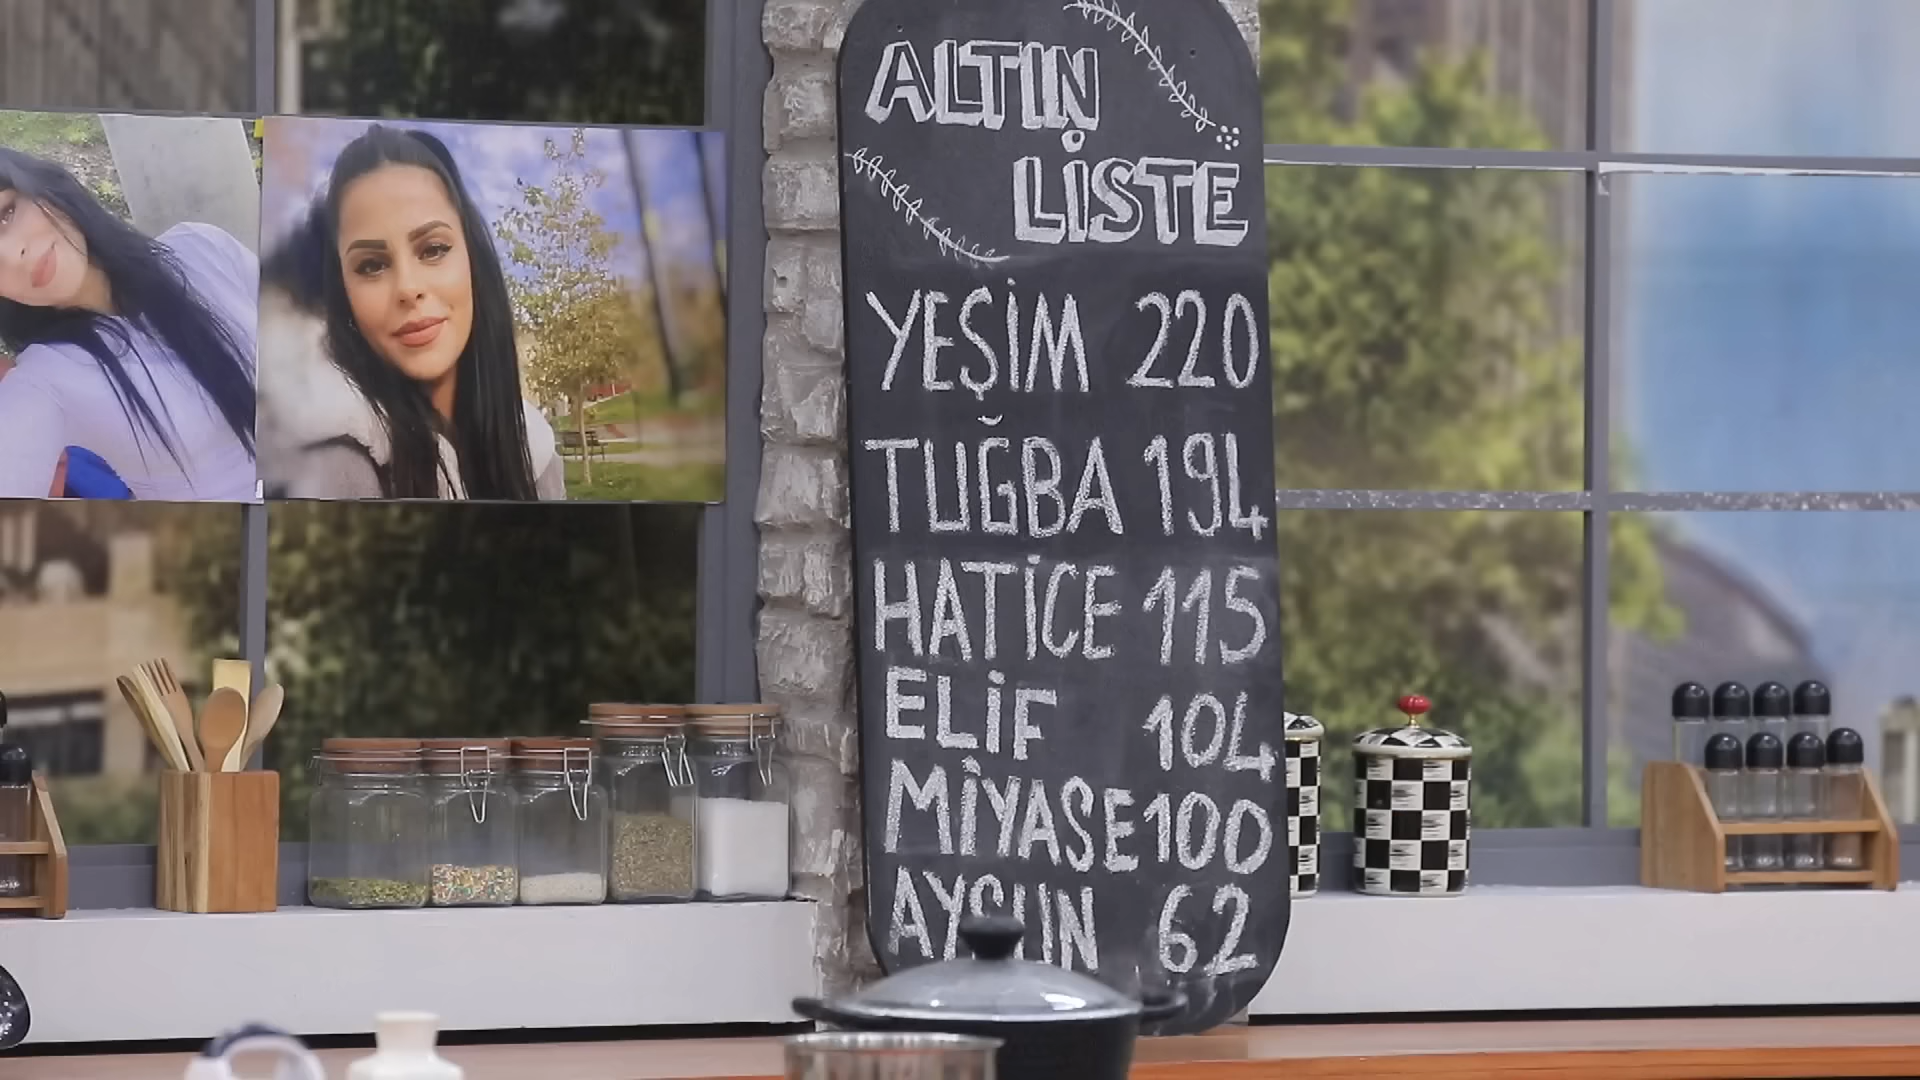 ALTIN
LİSTE
YEŞİM 220
TUĞBA 194
HATİCE 115
ELİF 104
MİYASE 100
AYSUN 62